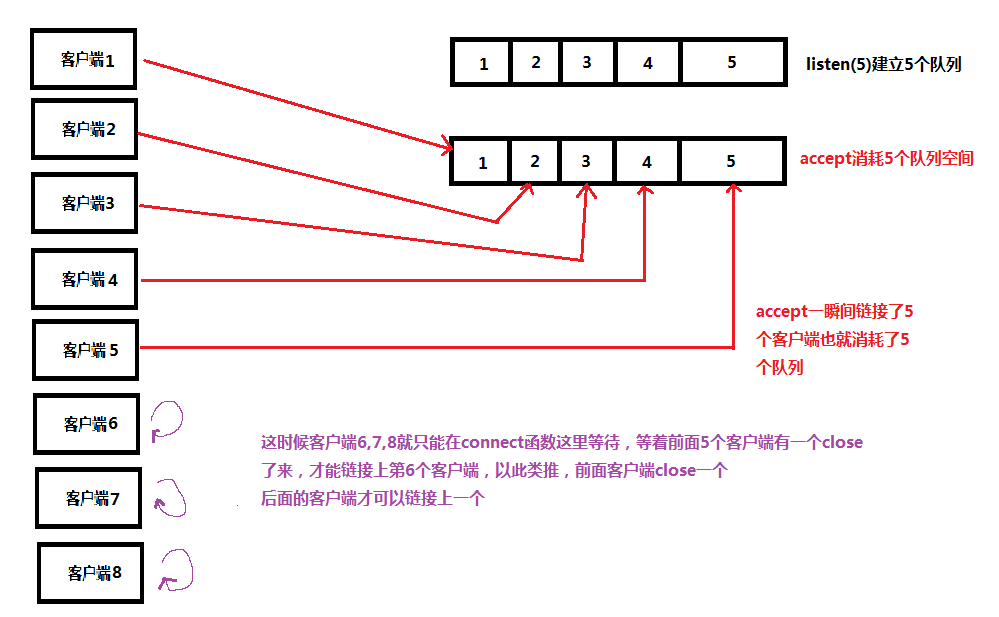 客户端1
1 2 3 4 5
listen(5)建立5个队列
客户端2
1 2 3 4 5
accept消耗5个队列空间
客户端3
客户端4
accept一瞬间链接了5
个客户端也就消耗了5
个队列
客户端5
客户端6
这时候客户端6,7,8就只能在connect函数这里等待，等着前面5个客户端有一个close
了来，才能链接上第6个客户端，以此类推，前面客户端close一个
后面的客户端才可以链接上一个
客户端7
客户端8